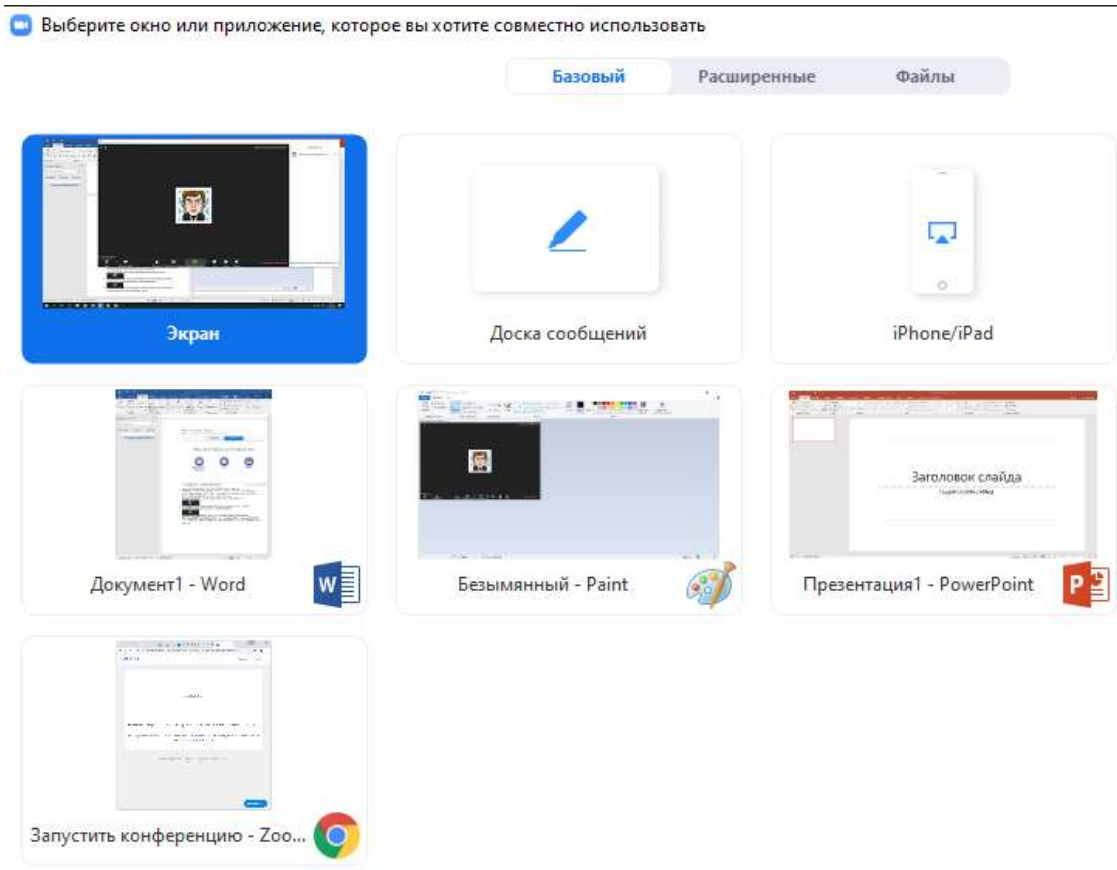 Выберите окно или приложение, которое вы хотите совместно использовать
Базовый Расширенные Файлы
Экран Доска сообщений iPhone/iPad
Заголовок слайда
Документ1 - Word Безымянный - Paint Презентация1 - PowerPoint
Запустить конференцию - Zoo...